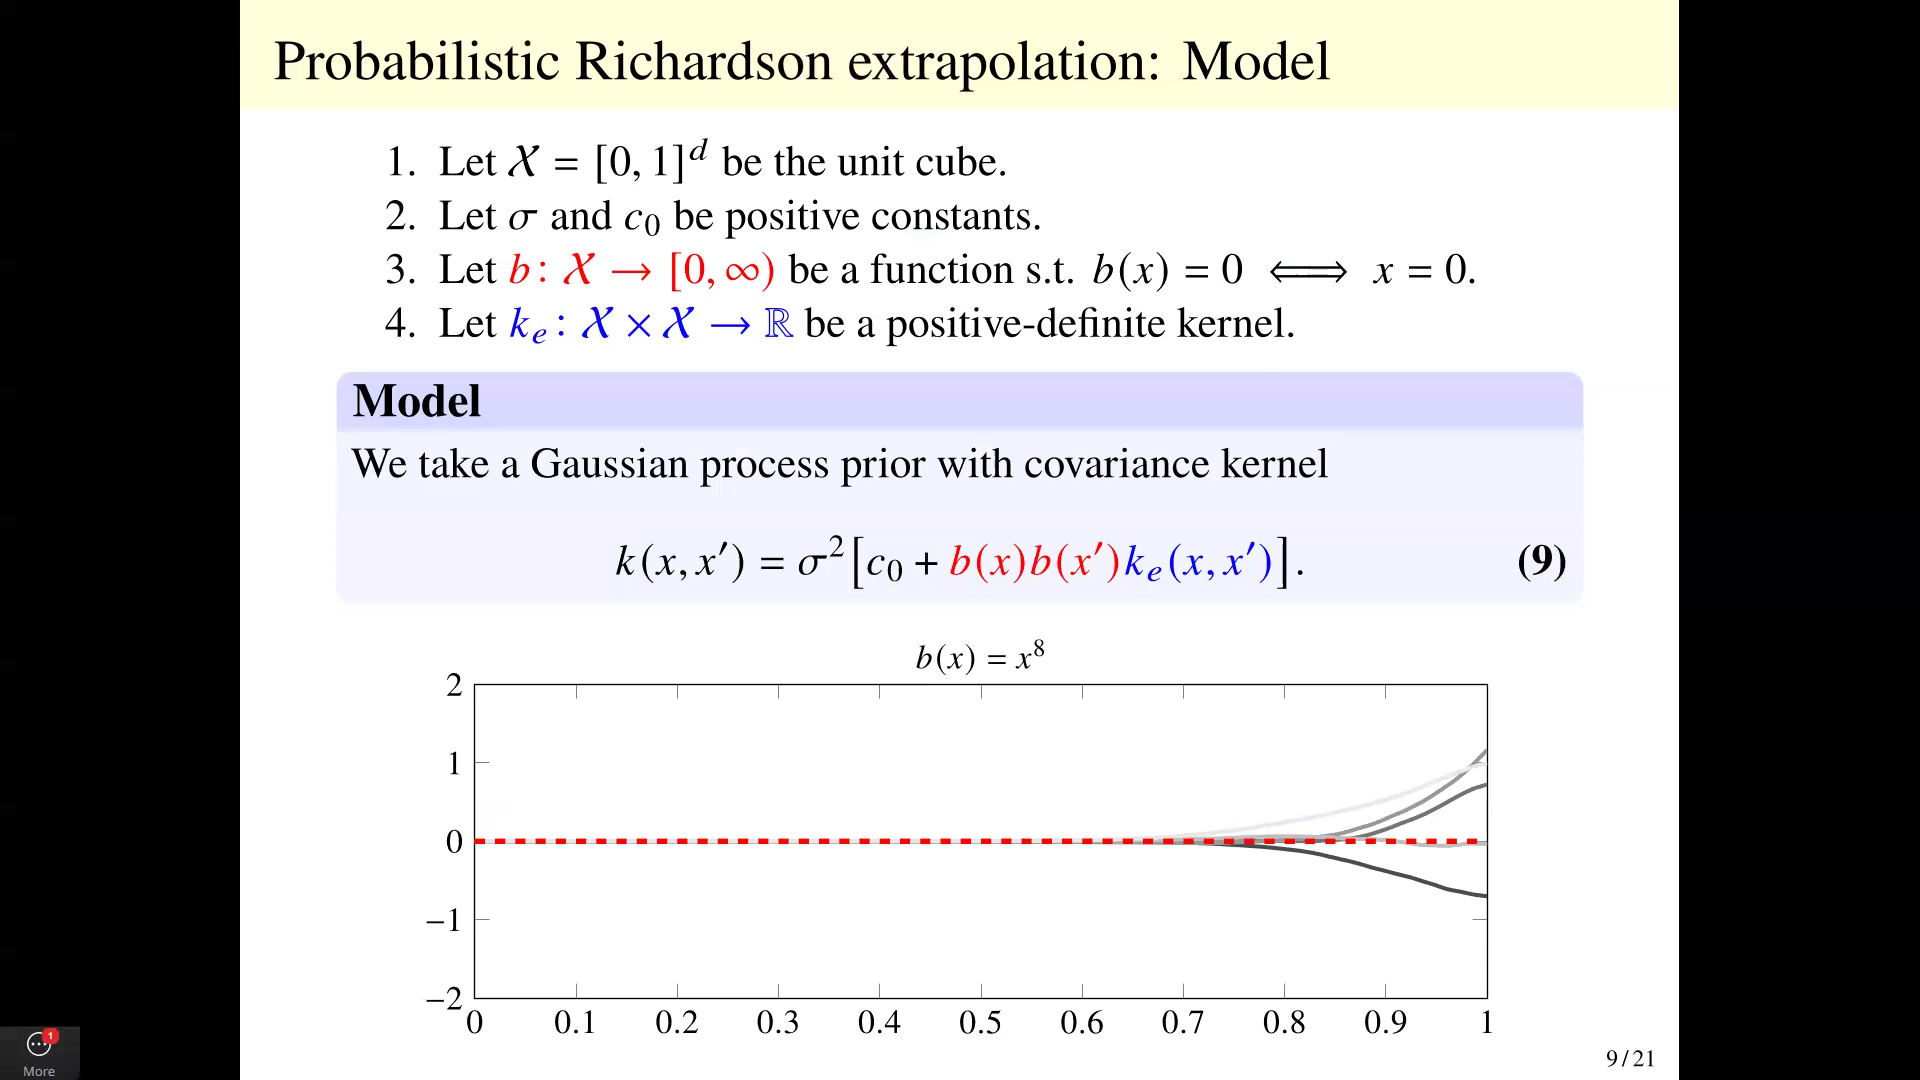 Probabilistic Richardson extrapolation: Model
1. Let 𝒳 = [0, 1]^d be the unit cube.
2. Let σ and c₀ be positive constants.
3. Let b : 𝒳 → [0, ∞) be a function s.t. b(x) = 0 ⟺ x = 0.
4. Let kₑ : 𝒳 × 𝒳 → ℝ be a positive-definite kernel.
Model
We take a Gaussian process prior with covariance kernel
k(x, x′) = σ²[c₀ + b(x)b(x′)kₑ(x, x′)]. (9)
b(x) = x⁸
2
1
0
−1
−2
0 0.1 0.2 0.3 0.4 0.5 0.6 0.7 0.8 0.9 1
9 / 21
1
More